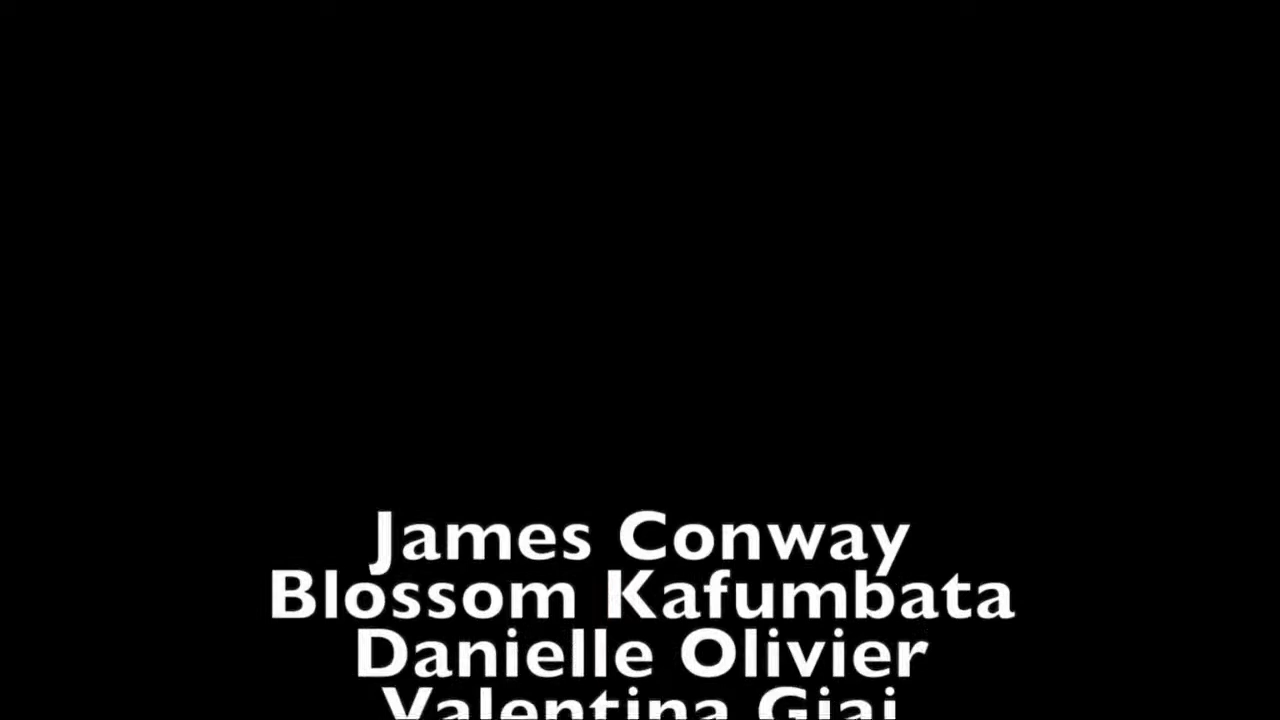 James Conway
Blossom Kafumbata
Danielle Olivier
Valentina Giai